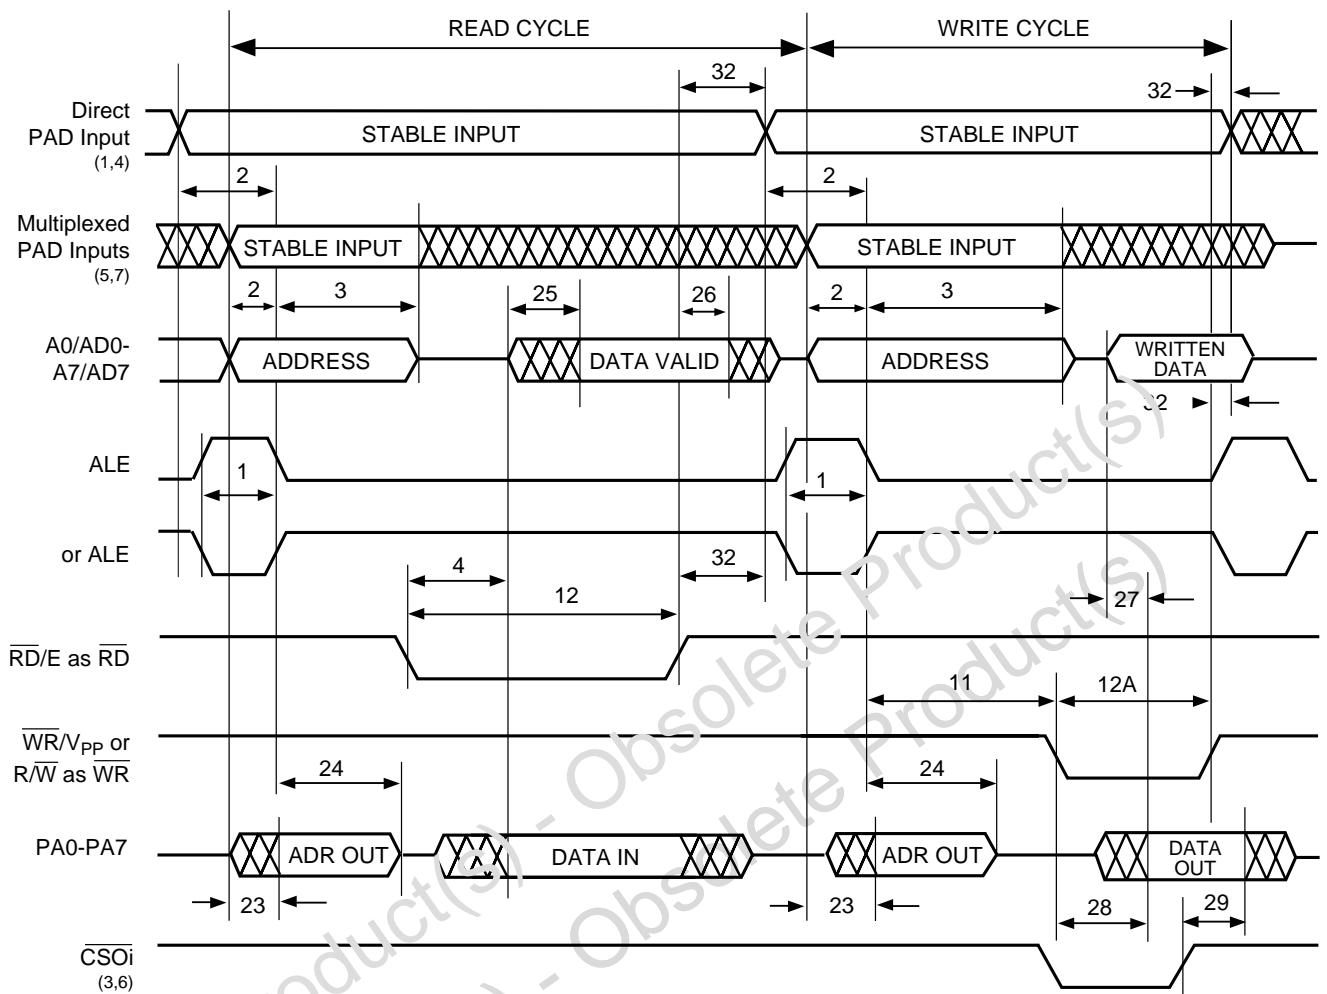 READ CYCLE
WRITE CYCLE
32
32
Direct
PAD Input
(1,4)
STABLE INPUT
STABLE INPUT
2
2
Multiplexed
PAD Inputs
(5,7)
STABLE INPUT
STABLE INPUT
2
3
25
26
2
3
A0/AD0-
A7/AD7
ADDRESS
DATA VALID
ADDRESS
WRITTEN
DATA
32
ALE
1
1
or ALE
4
32
12
27
RD/E as RD
11
12A
WR/VPP or
R/W as WR
24
24
PA0-PA7
ADR OUT
DATA IN
ADR OUT
DATA
OUT
23
23
28
29
CSOi
(3,6)
Product(s) - Obsolete Product(s)
Product(s) - Obsolete Product(s)